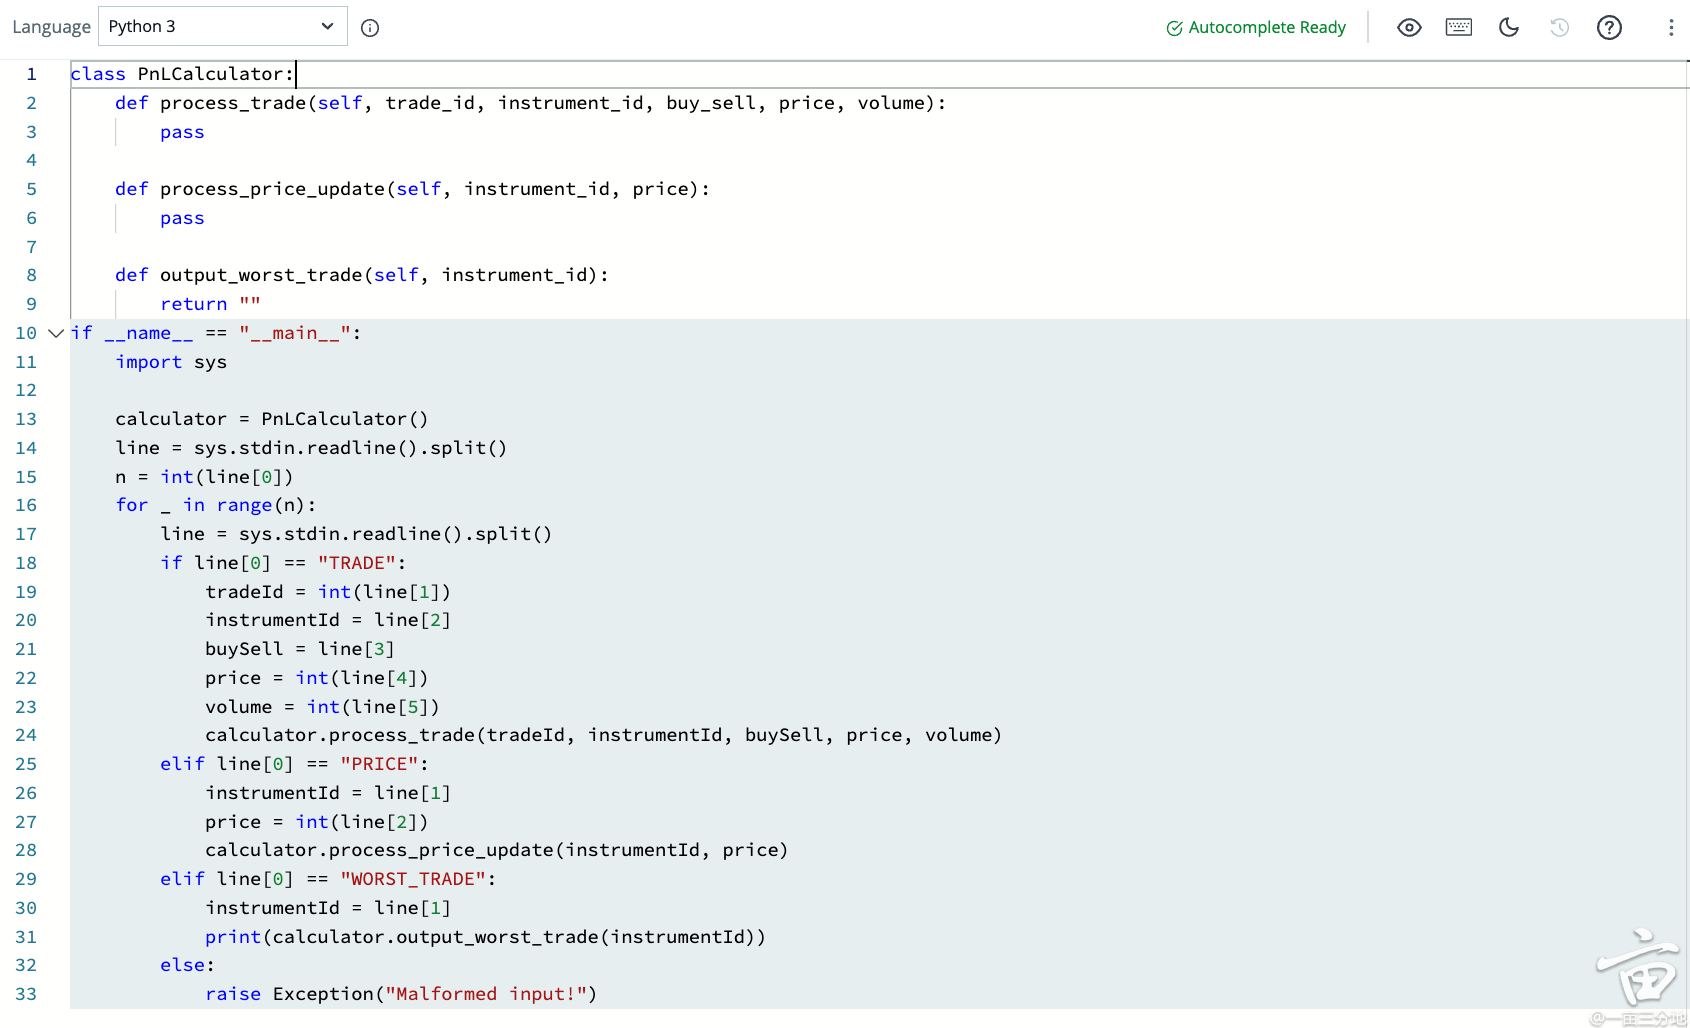 Language Python 3 Autocomplete Ready
1 class PnLCalculator:
2     def process_trade(self, trade_id, instrument_id, buy_sell, price, volume):
3         pass
4
5     def process_price_update(self, instrument_id, price):
6         pass
7
8     def output_worst_trade(self, instrument_id):
9         return ""
10 if __name__ == "__main__":
11     import sys
12
13     calculator = PnLCalculator()
14     line = sys.stdin.readline().split()
15     n = int(line[0])
16     for _ in range(n):
17         line = sys.stdin.readline().split()
18         if line[0] == "TRADE":
19             tradeId = int(line[1])
20             instrumentId = line[2]
21             buySell = line[3]
22             price = int(line[4])
23             volume = int(line[5])
24             calculator.process_trade(tradeId, instrumentId, buySell, price, volume)
25         elif line[0] == "PRICE":
26             instrumentId = line[1]
27             price = int(line[2])
28             calculator.process_price_update(instrumentId, price)
29         elif line[0] == "WORST_TRADE":
30             instrumentId = line[1]
31             print(calculator.output_worst_trade(instrumentId))
32         else:
33             raise Exception("Malformed input!")
亩
@一亩三分地